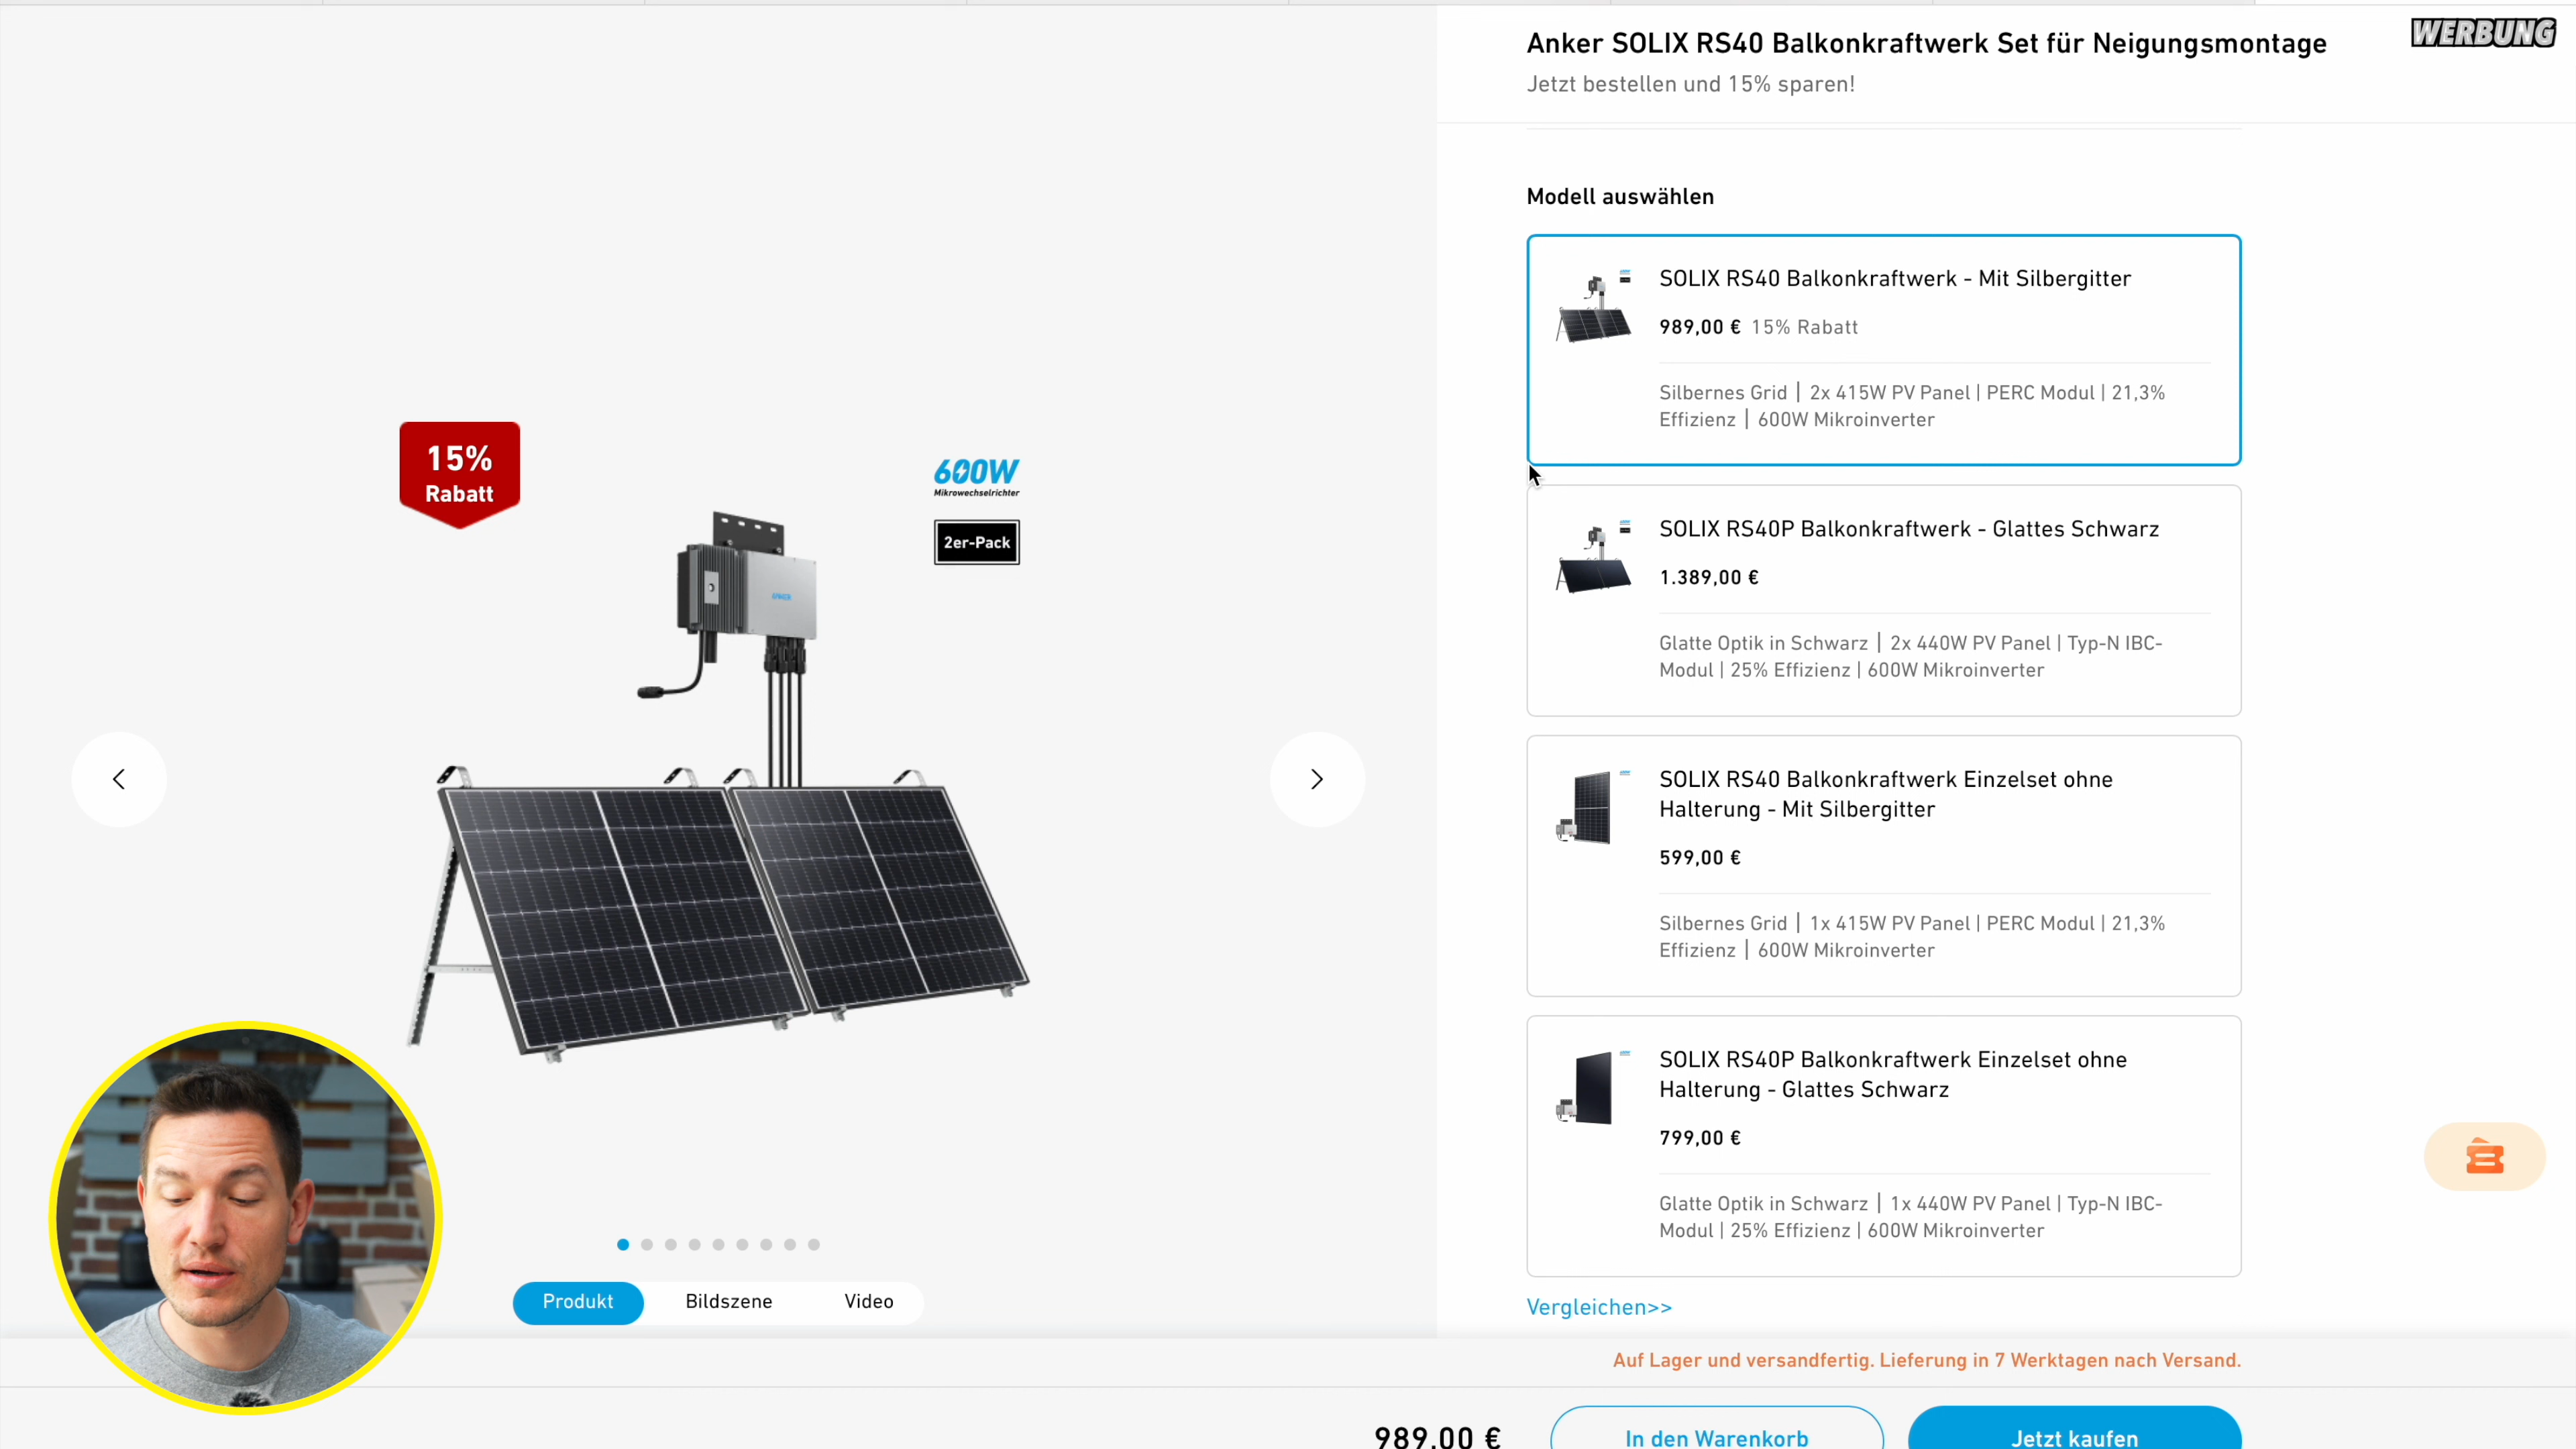 Anker SOLIX RS40 Balkonkraftwerk Set für Neigungsmontage
WERBUNG
Jetzt bestellen und 15% sparen!
Modell auswählen
SOLIX RS40 Balkonkraftwerk - Mit Silbergitter
989,00 € 15% Rabatt
Silbernes Grid | 2x 415W PV Panel | PERC Modul | 21,3%
Effizienz | 600W Mikroinverter
SOLIX RS40P Balkonkraftwerk - Glattes Schwarz
1.389,00 €
Glatte Optik in Schwarz | 2x 440W PV Panel | Typ-N IBC-
Modul | 25% Effizienz | 600W Mikroinverter
SOLIX RS40 Balkonkraftwerk Einzelset ohne
Halterung - Mit Silbergitter
599,00 €
Silbernes Grid | 1x 415W PV Panel | PERC Modul | 21,3%
Effizienz | 600W Mikroinverter
SOLIX RS40P Balkonkraftwerk Einzelset ohne
Halterung - Glattes Schwarz
799,00 €
Glatte Optik in Schwarz | 1x 440W PV Panel | Typ-N IBC-
Modul | 25% Effizienz | 600W Mikroinverter
Vergleichen>>
15%
Rabatt
600W
Mikrowechselrichter
2er-Pack
ANKER
Produkt
Bildszene
Video
Auf Lager und versandfertig. Lieferung in 7 Werktagen nach Versand.
989,00 €
In den Warenkorb
Jetzt kaufen